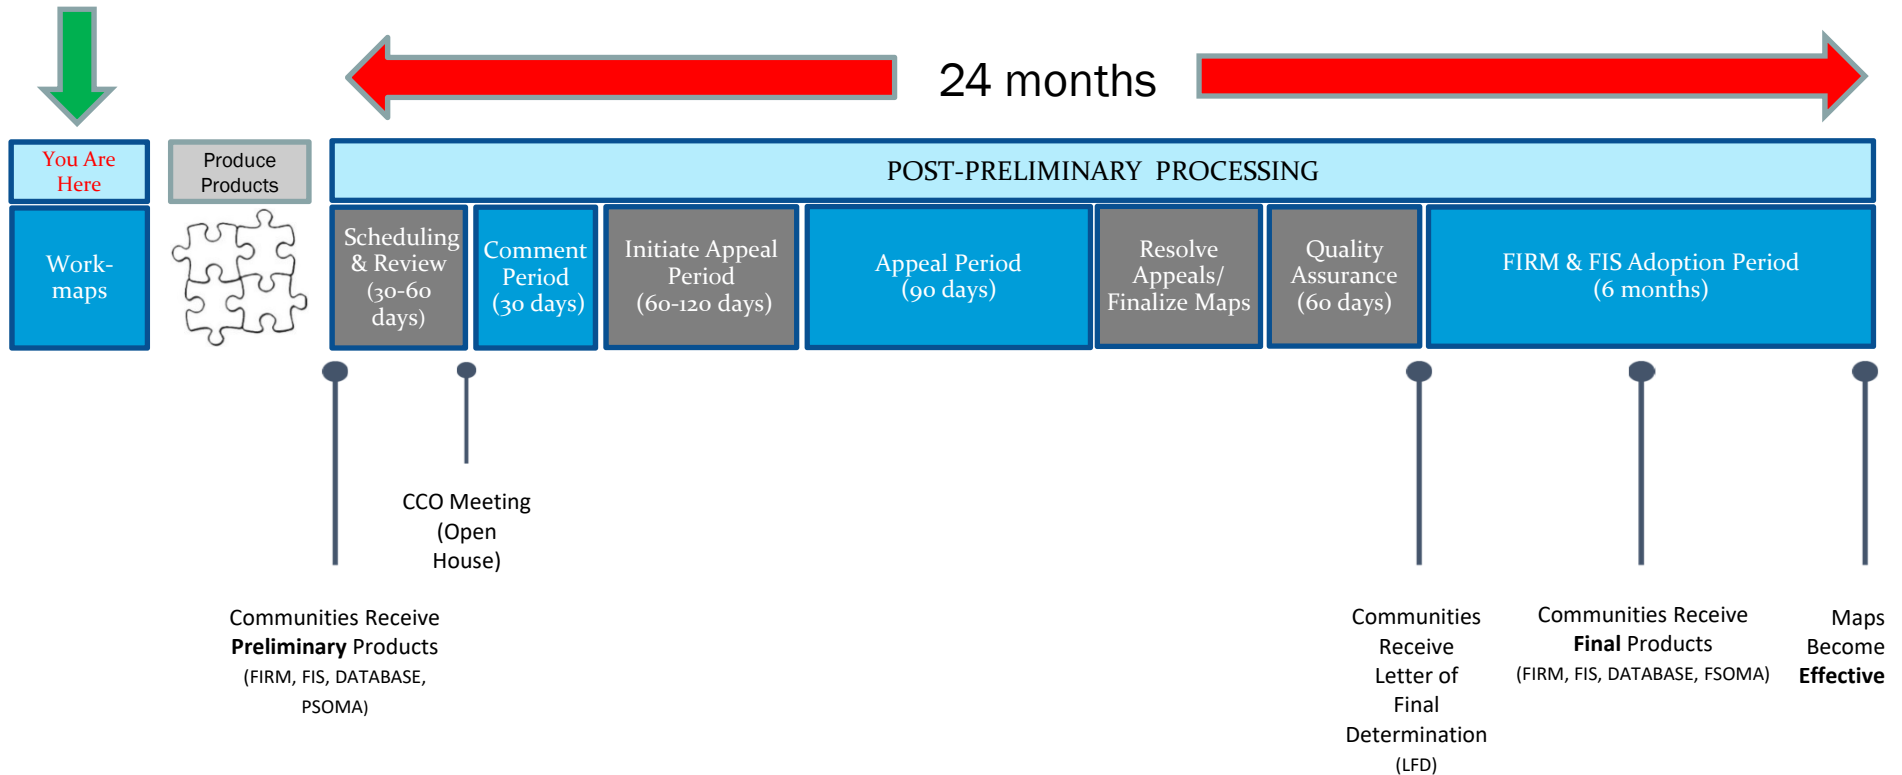 24 months
You Are
Here
Produce
Products
POST-PRELIMINARY PROCESSING
Work-
maps
Scheduling
& Review
(30-60
days)
Comment
Period
(30 days)
Initiate Appeal
Period
(60-120 days)
Appeal Period
(90 days)
Resolve
Appeals/
Finalize Maps
Quality
Assurance
(60 days)
FIRM & FIS Adoption Period
(6 months)
CCO Meeting
(Open
House)
Communities Receive
Preliminary Products
(FIRM, FIS, DATABASE,
PSOMA)
Communities
Receive
Letter of
Final
Determination
(LFD)
Communities Receive
Final Products
(FIRM, FIS, DATABASE, FSOMA)
Maps
Become
Effective